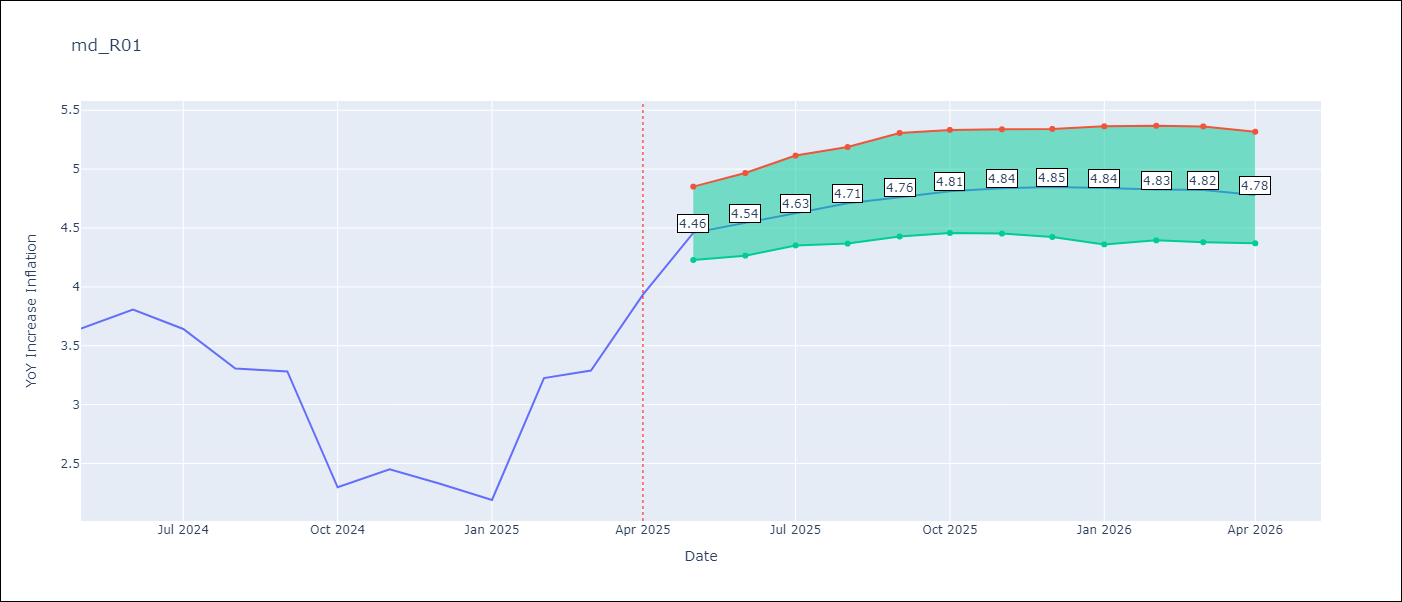 md_R01
YoY Increase Inflation
5.5
5
4.5
4
3.5
3
2.5
4.46
4.54
4.63
4.71
4.76
4.81
4.84
4.85
4.84
4.83
4.82
4.78
Jul 2024
Oct 2024
Jan 2025
Apr 2025
Jul 2025
Oct 2025
Jan 2026
Apr 2026
Date